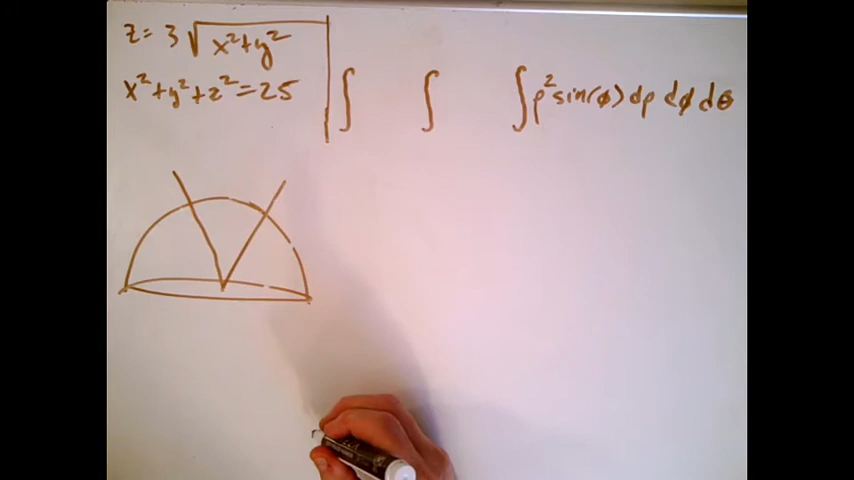 z = 3√x²+y²
x²+y²+z²=25
∫ ∫ ∫ρ² sin(ϕ) dρ dϕ dθ